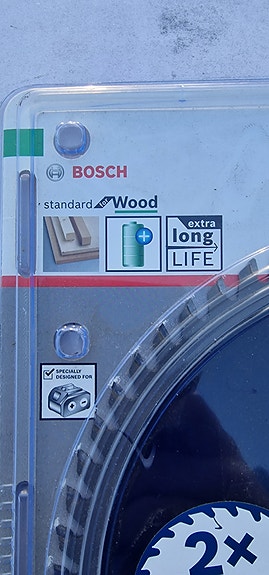 BOSCH
standard for Wood
extra
long
LIFE
SPECIALLY
DESIGNED FOR
2×